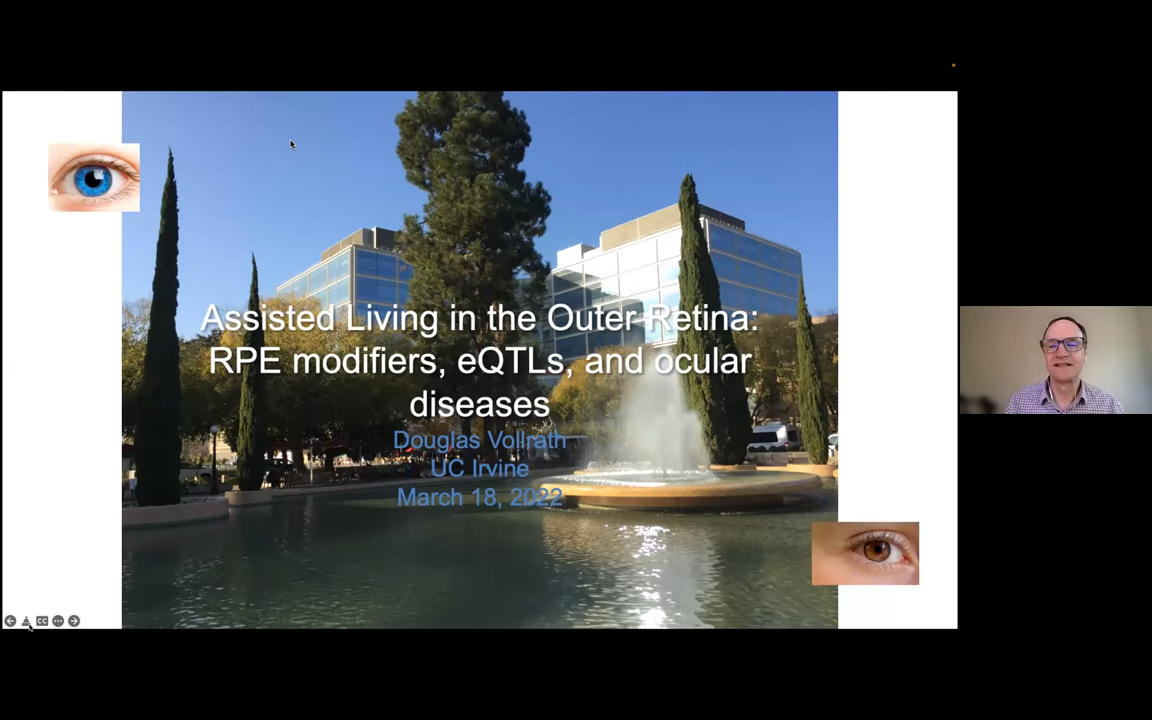 Assisted Living in the Outer Retina:
RPE modifiers, eQTLs, and ocular
diseases
Douglas Vollrath
UC Irvine
March 18, 2022
CC